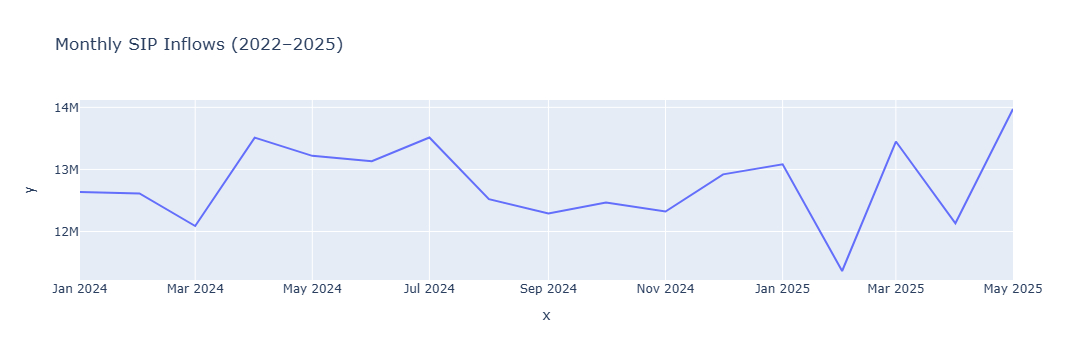 Monthly SIP Inflows (2022–2025)
14M
13M
12M
y
Jan 2024 Mar 2024 May 2024 Jul 2024 Sep 2024 Nov 2024 Jan 2025 Mar 2025 May 2025
x